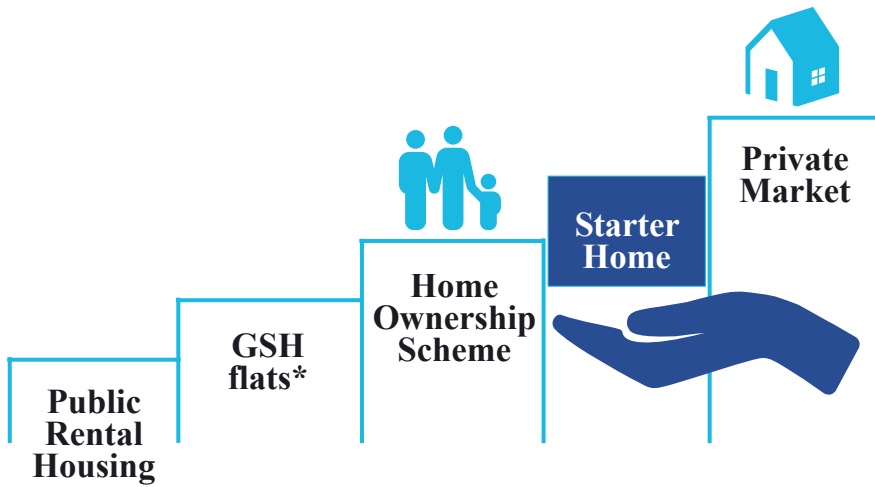 Private
Market
Starter
Home
Home
Ownership
Scheme
GSH
flats*
Public
Rental
Housing